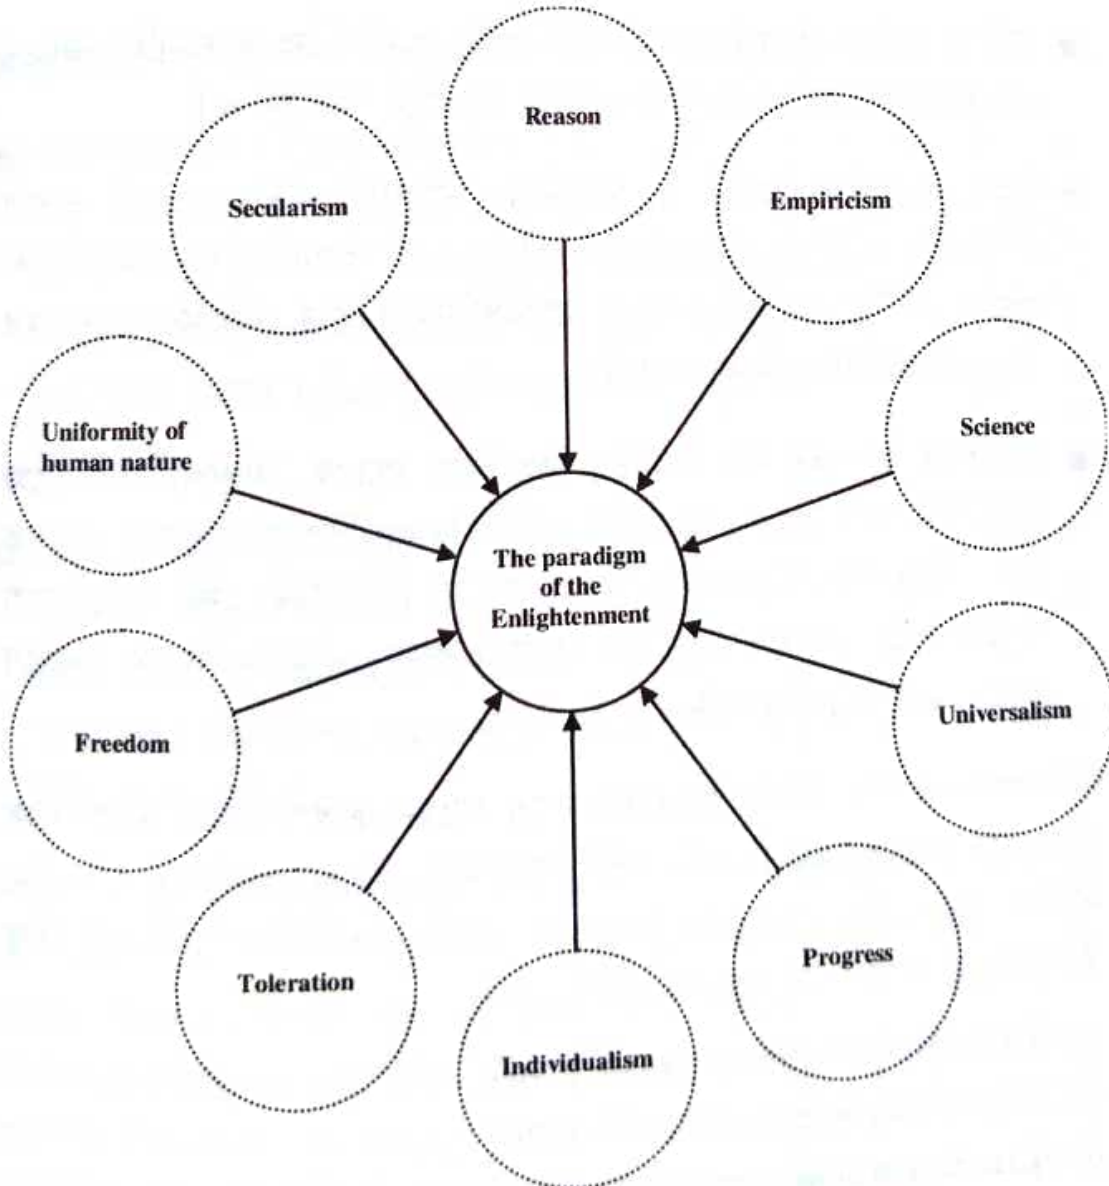 Reason
Secularism
Empiricism
Uniformity of
human nature
Science
The paradigm
of the
Enlightenment
Freedom
Universalism
Toleration
Progress
Individualism